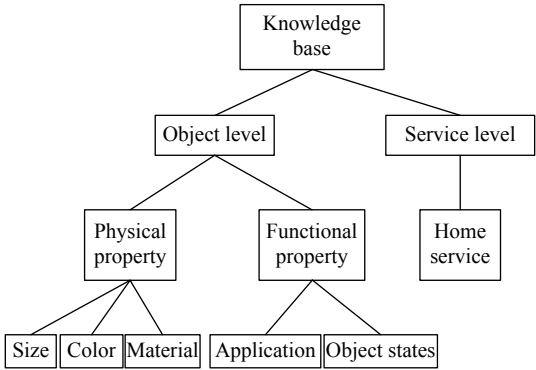 Knowledge
base
Object level
Service level
Physical
property
Functional
property
Home
service
Size
Color
Material
Application
Object states